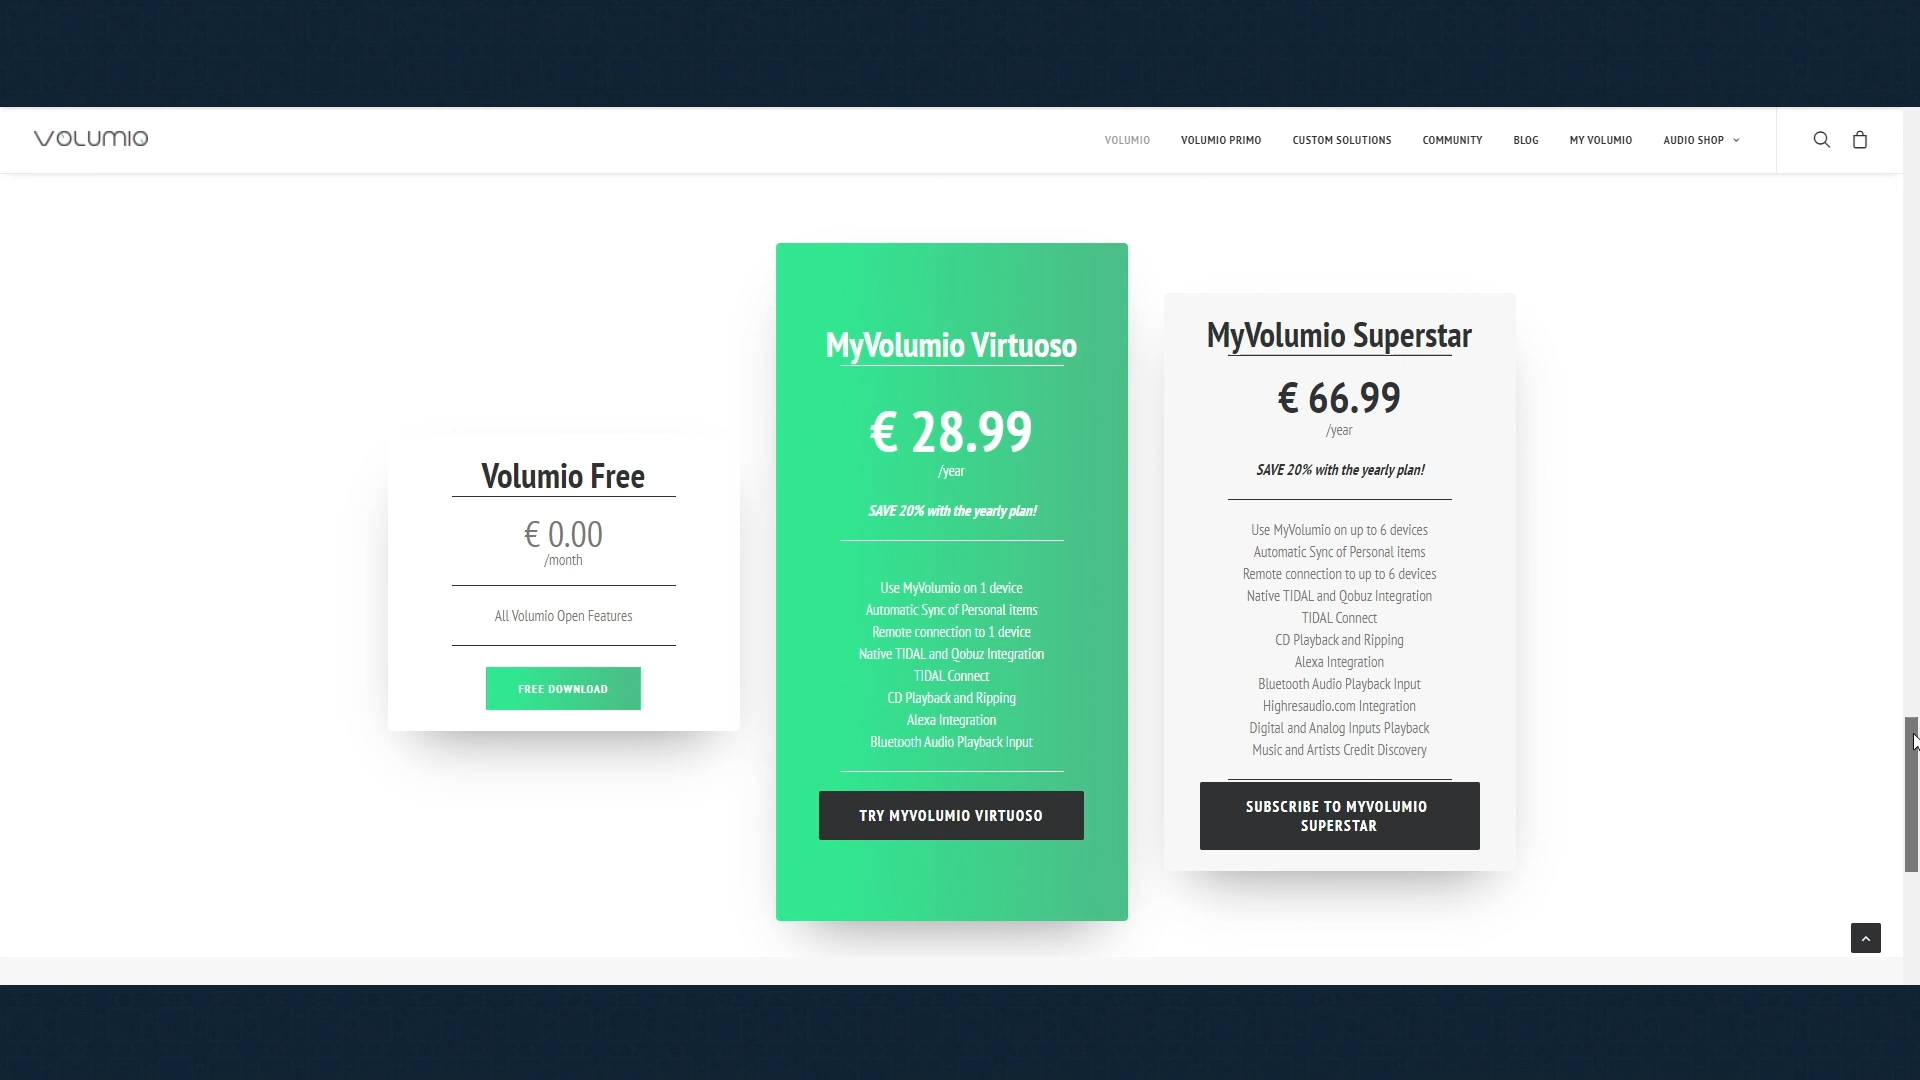 VOLUMIO
VOLUMIO
VOLUMIO PRIMO
CUSTOM SOLUTIONS
COMMUNITY
BLOG
MY VOLUMIO
AUDIO SHOP
Volumio Free
€ 0.00
/month
All Volumio Open Features
FREE DOWNLOAD
MyVolumio Virtuoso
€ 28.99
/year
SAVE 20% with the yearly plan!
Use MyVolumio on 1 device
Automatic Sync of Personal items
Remote connection to 1 device
Native TIDAL and Qobuz Integration
TIDAL Connect
CD Playback and Ripping
Alexa Integration
Bluetooth Audio Playback Input
TRY MYVOLUMIO VIRTUOSO
MyVolumio Superstar
€ 66.99
/year
SAVE 20% with the yearly plan!
Use MyVolumio on up to 6 devices
Automatic Sync of Personal items
Remote connection to up to 6 devices
Native TIDAL and Qobuz Integration
TIDAL Connect
CD Playback and Ripping
Alexa Integration
Bluetooth Audio Playback Input
Highresaudio.com Integration
Digital and Analog Inputs Playback
Music and Artists Credit Discovery
SUBSCRIBE TO MYVOLUMIO
SUPERSTAR